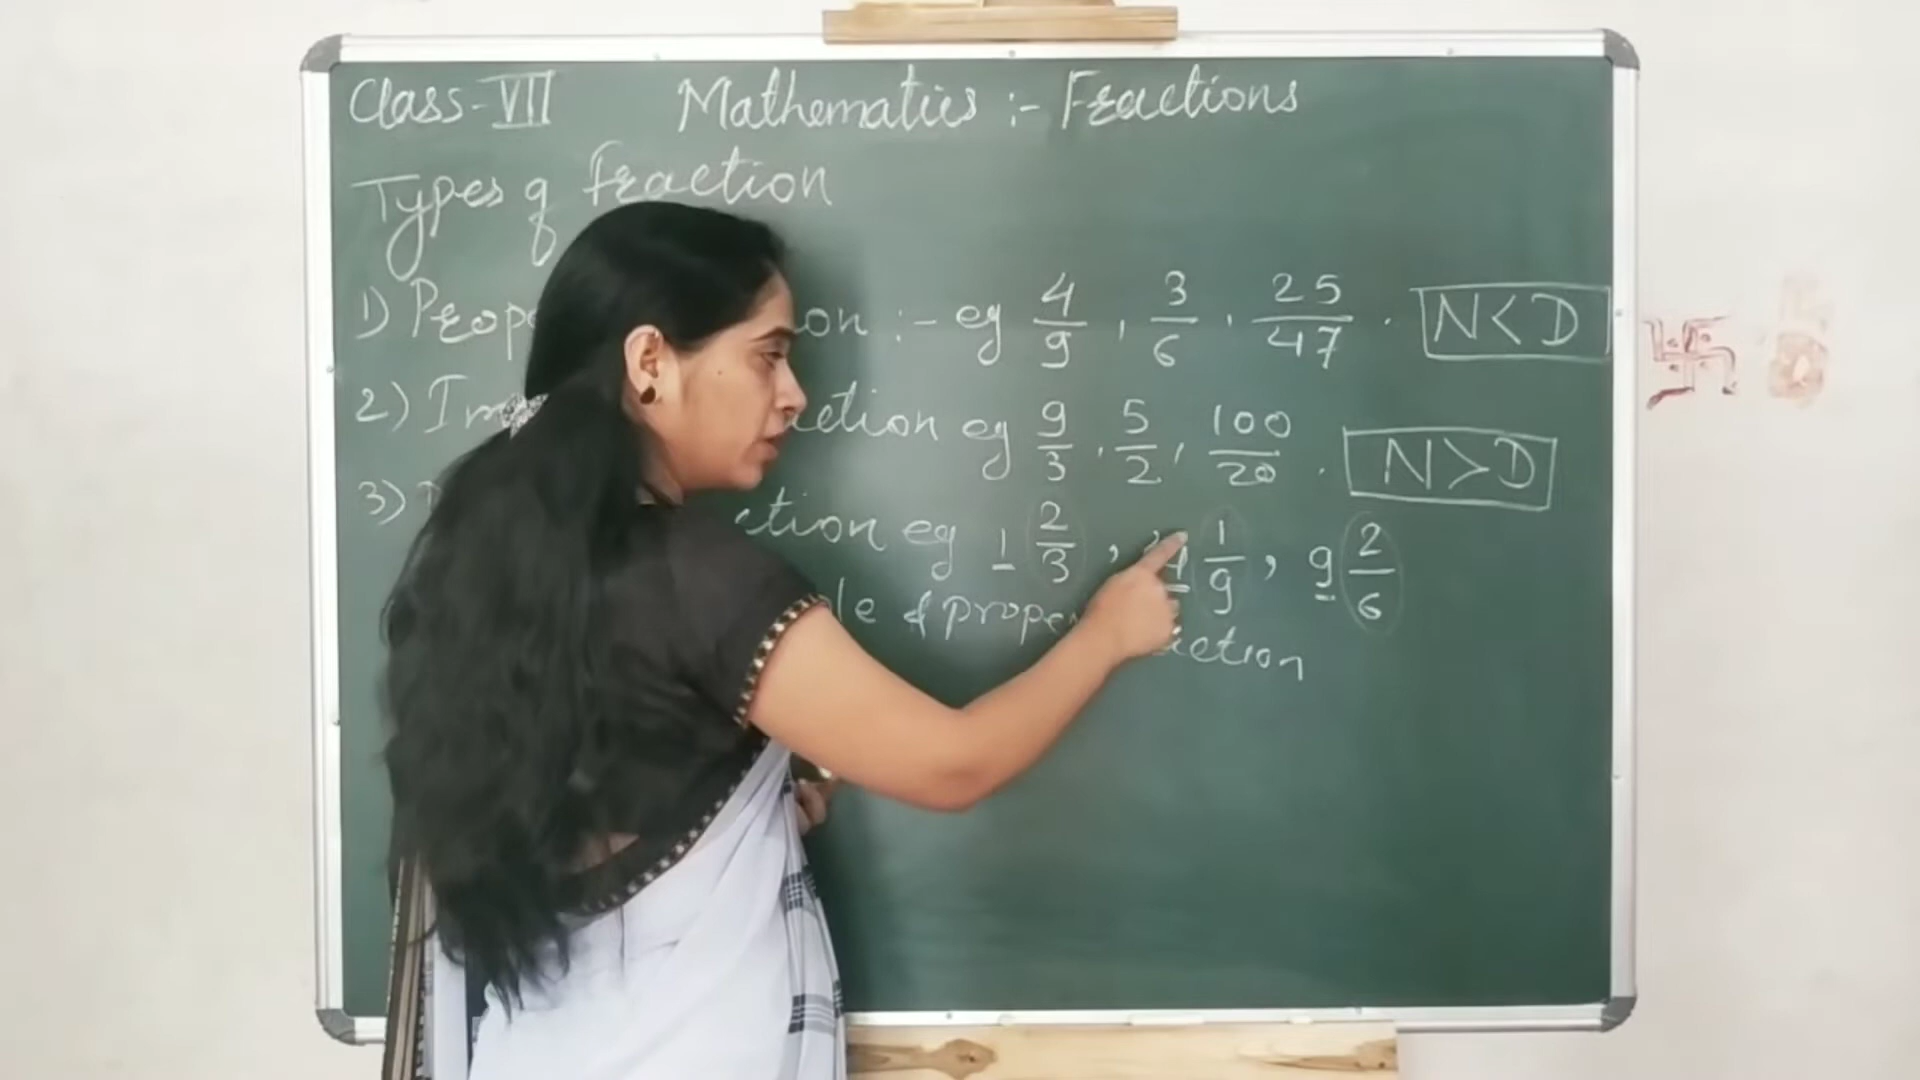 Class-VII Mathematics :- Fractions
Types of Fraction
1) Prope on :- eg 4/9, 3/6, 25/47. N<D
2) Im ction eg 9/3, 5/2, 100/20. N>D
3) ction eg 1 2/3, 1/9, 9 2/6
le & proper ction